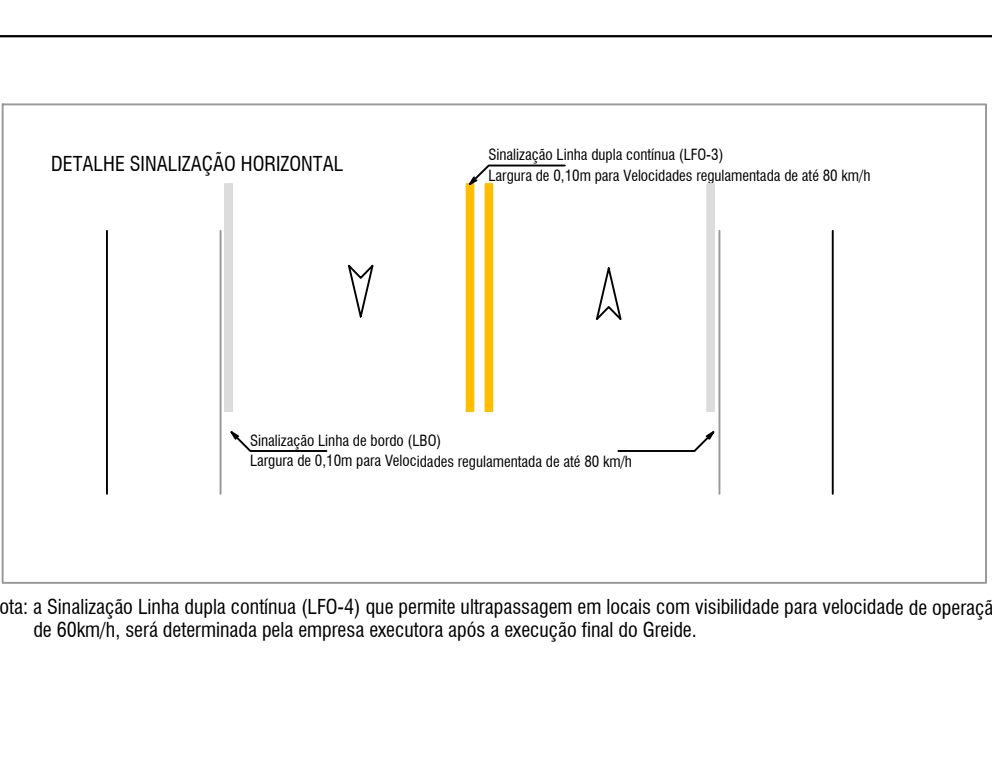 DETALHE SINALIZAÇÃO HORIZONTAL
Sinalização Linha dupla contínua (LFO-3)
Largura de 0,10m para Velocidades regulamentada de até 80 km/h
Sinalização Linha de bordo (LBO)
Largura de 0,10m para Velocidades regulamentada de até 80 km/h
ota: a Sinalização Linha dupla contínua (LFO-4) que permite ultrapassagem em locais com visibilidade para velocidade de operaçã
de 60km/h, será determinada pela empresa executora após a execução final do Greide.